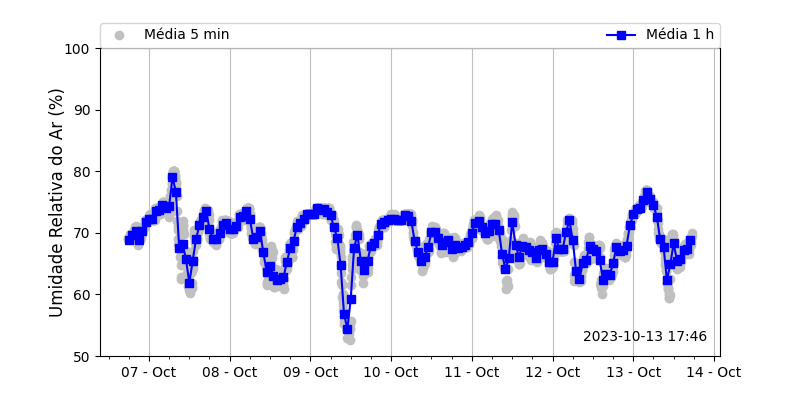 Média 5 min
Média 1 h
100
90
80
70
60
50
Umidade Relativa do Ar (%)
2023-10-13 17:46
07 - Oct
08 - Oct
09 - Oct
10 - Oct
11 - Oct
12 - Oct
13 - Oct
14 - Oct